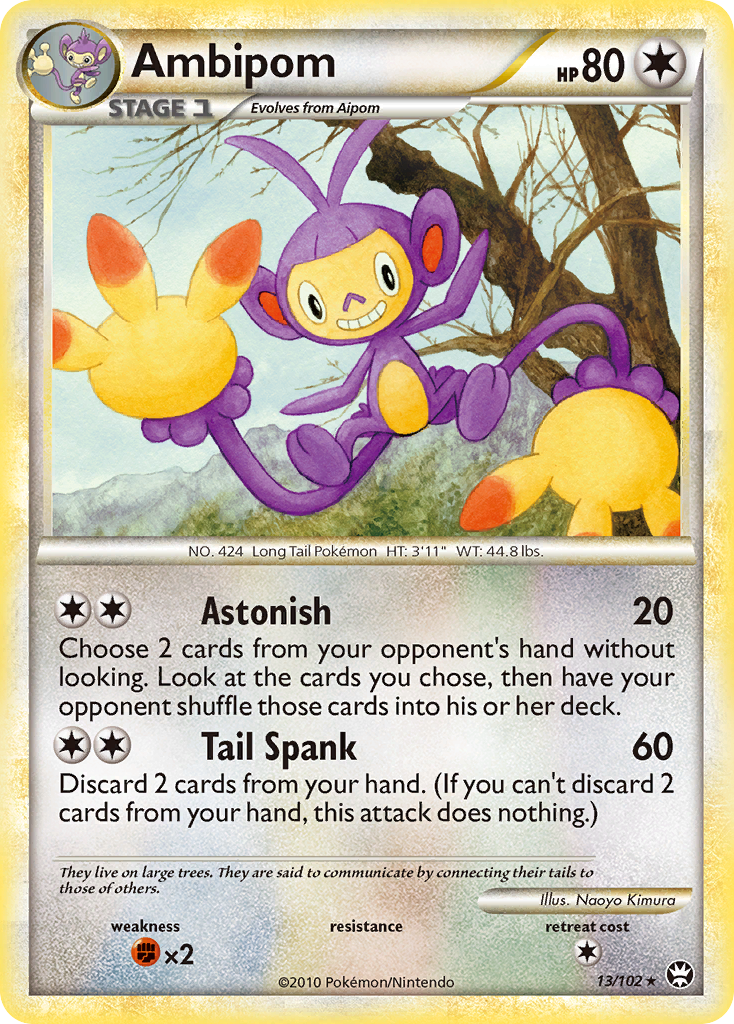 Ambipom
HP 80
STAGE 1
Evolves from Aipom
NO. 424 Long Tail Pokémon HT: 3'11" WT: 44.8 lbs.
Astonish 20
Choose 2 cards from your opponent's hand without
looking. Look at the cards you chose, then have your
opponent shuffle those cards into his or her deck.
Tail Spank 60
Discard 2 cards from your hand. (If you can't discard 2
cards from your hand, this attack does nothing.)
They live on large trees. They are said to communicate by connecting their tails to
those of others.
Illus. Naoyo Kimura
weakness resistance retreat cost
×2
©2010 Pokémon/Nintendo 13/102 ★